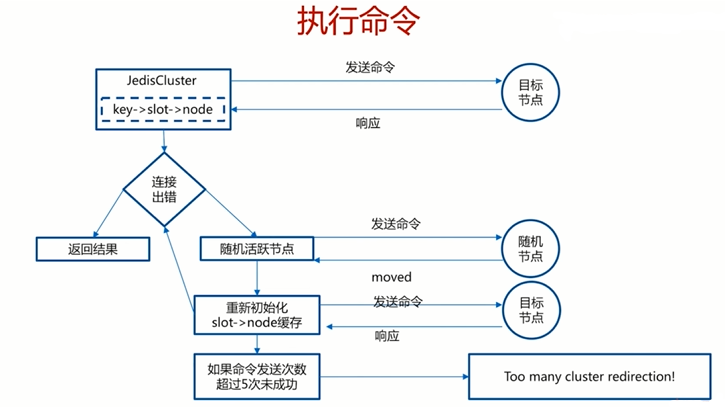 执行命令
JedisCluster
key->slot->node
发送命令
响应
目标
节点
连接
出错
返回结果
随机活跃节点
发送命令
moved
随机
节点
重新初始化
slot->node缓存
发送命令
响应
目标
节点
如果命令发送次数
超过5次未成功
Too many cluster redirection!